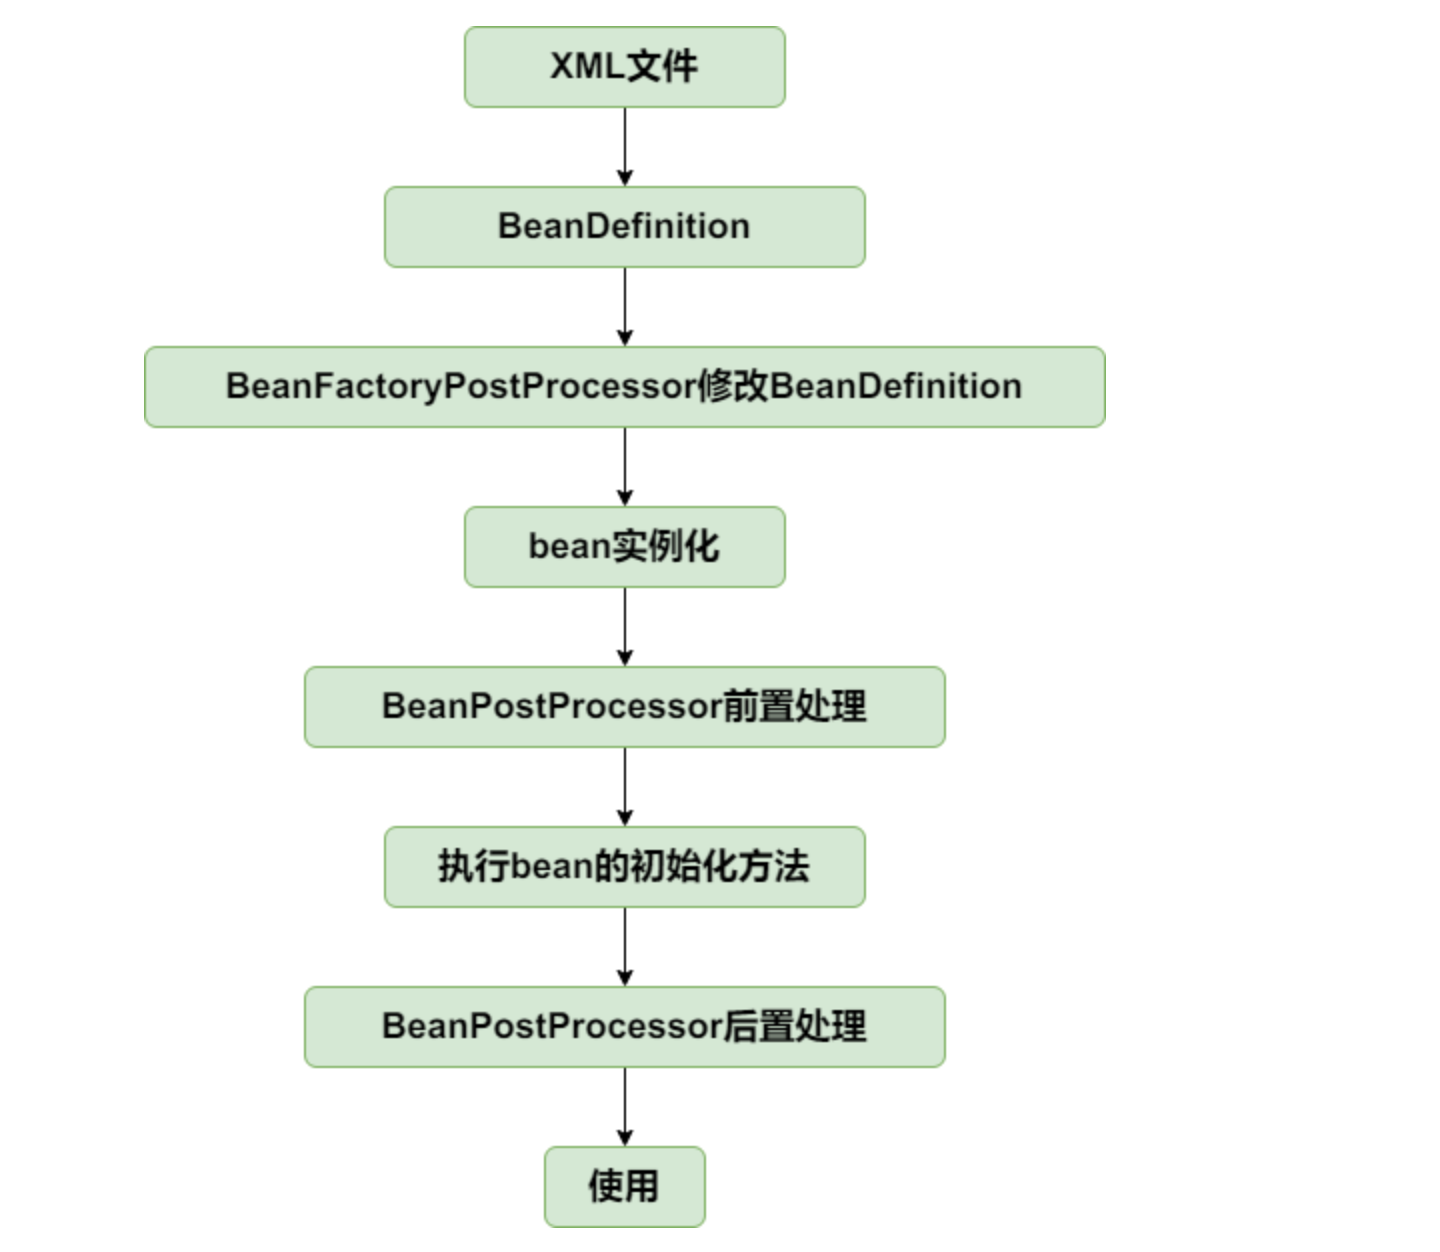 XML文件
BeanDefinition
BeanFactoryPostProcessor修改BeanDefinition
bean实例化
BeanPostProcessor前置处理
执行bean的初始化方法
BeanPostProcessor后置处理
使用